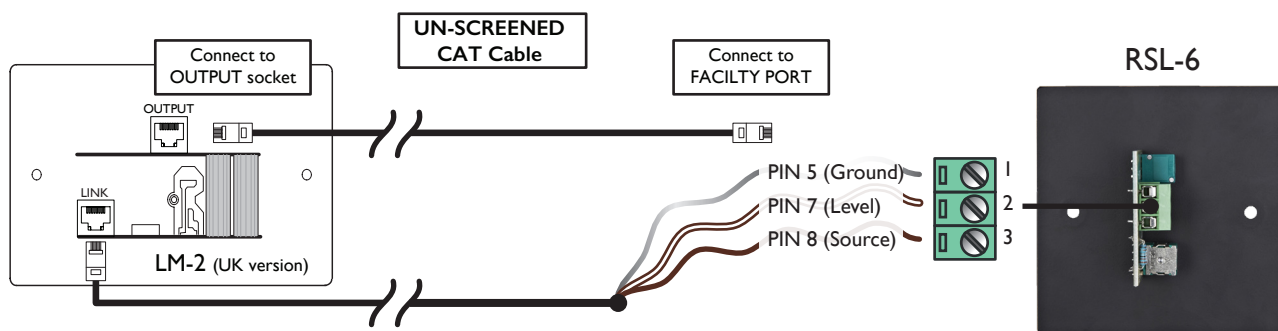 UN-SCREENED
CAT Cable
Connect to
OUTPUT socket
Connect to
FACILTY PORT
RSL-6
OUTPUT
LINK
LM-2 (UK version)
PIN 5 (Ground)
1
PIN 7 (Level)
2
PIN 8 (Source)
3